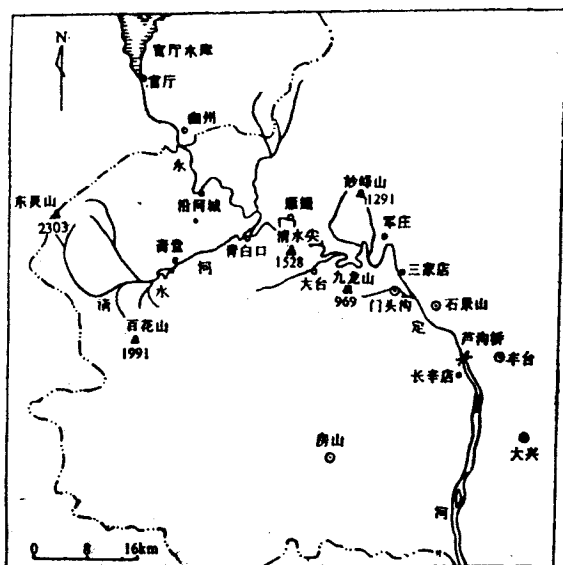 N
官厅水库
官厅
幽州
永
东灵山
2303
沿河城
雁翅
妙峰山
1291
军庄
斋堂
青白口
清水尖
1528
河
水
清
大台
九龙山
969
三家店
门头沟
石景山
定
百花山
1991
芦沟桥
丰台
长辛店
房山
大兴
河
0 8 16km